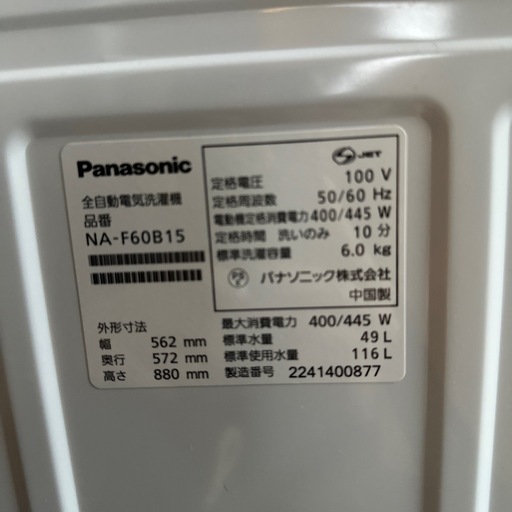 Panasonic
全自動電気洗濯機
品番
NA-F60B15
外形寸法
幅 562 mm
奥行 572 mm
高さ 880 mm
JET
定格電圧 100 V
定格周波数 50/60 Hz
電動機定格消費電力 400/445 W
定格時間 洗いのみ 10 分
標準洗濯容量 6.0 kg
PS E パナソニック株式会社
中国製
最大消費電力 400/445 W
標準水量 49 L
標準使用水量 116 L
製造番号 2241400877